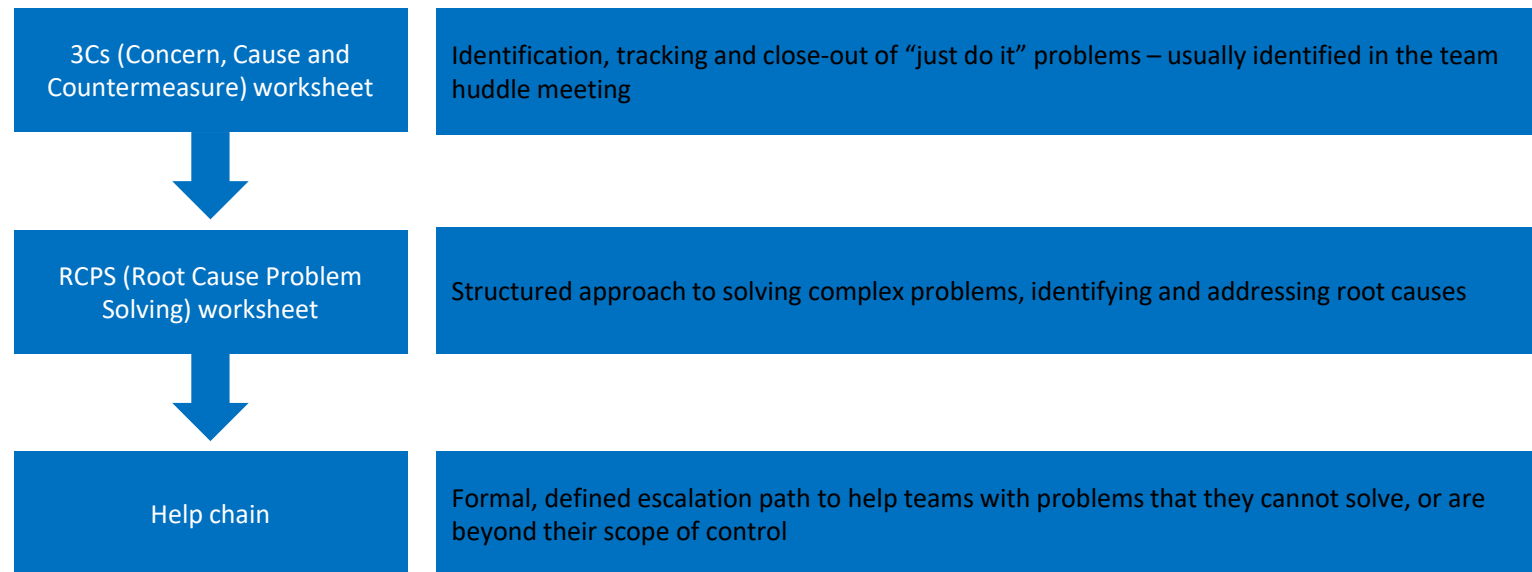 3Cs (Concern, Cause and
Countermeasure) worksheet
Identification, tracking and close-out of “just do it” problems – usually identified in the team
huddle meeting
RCPS (Root Cause Problem
Solving) worksheet
Structured approach to solving complex problems, identifying and addressing root causes
Help chain
Formal, defined escalation path to help teams with problems that they cannot solve, or are
beyond their scope of control